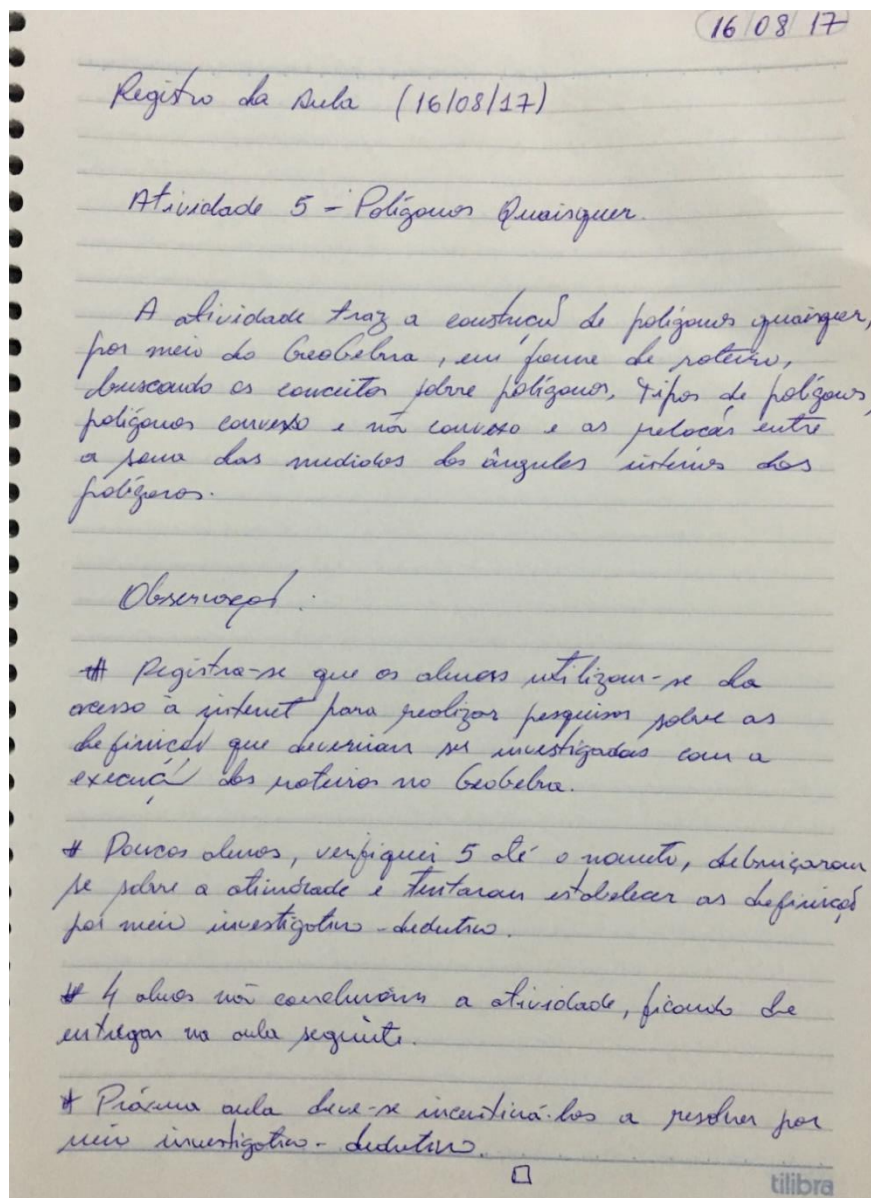 16/08/17
Registro da Aula (16/08/17)
Atividade 5 - Polígonos Quaisquer.
A atividade traz a construção de polígonos quaisquer,
por meio do GeoGebra, em forma de roteiro,
buscando os conceitos sobre polígonos, tipos de polígonos,
polígonos convexo e não convexo e as relações entre
a soma das medidas dos ângulos internos dos
polígonos.
Observação:
# Registra-se que os alunos utilizam-se da
acesso à internet para realizar pesquisas sobre as
definições que deveriam ser investigadas com a
execução dos roteiros no GeoGebra.
# Poucos alunos, verifiquei 5 até o momento, debruçaram
se sobre a atividade e tentaram estabelecer as definições
por meio investigativo-dedutivo.
# 4 alunos não concluíram a atividade, ficando de
entregar na aula seguinte.
# Próxima aula deve-se incentivá-los a resolver por
meio investigativo-dedutivo.
tilibra